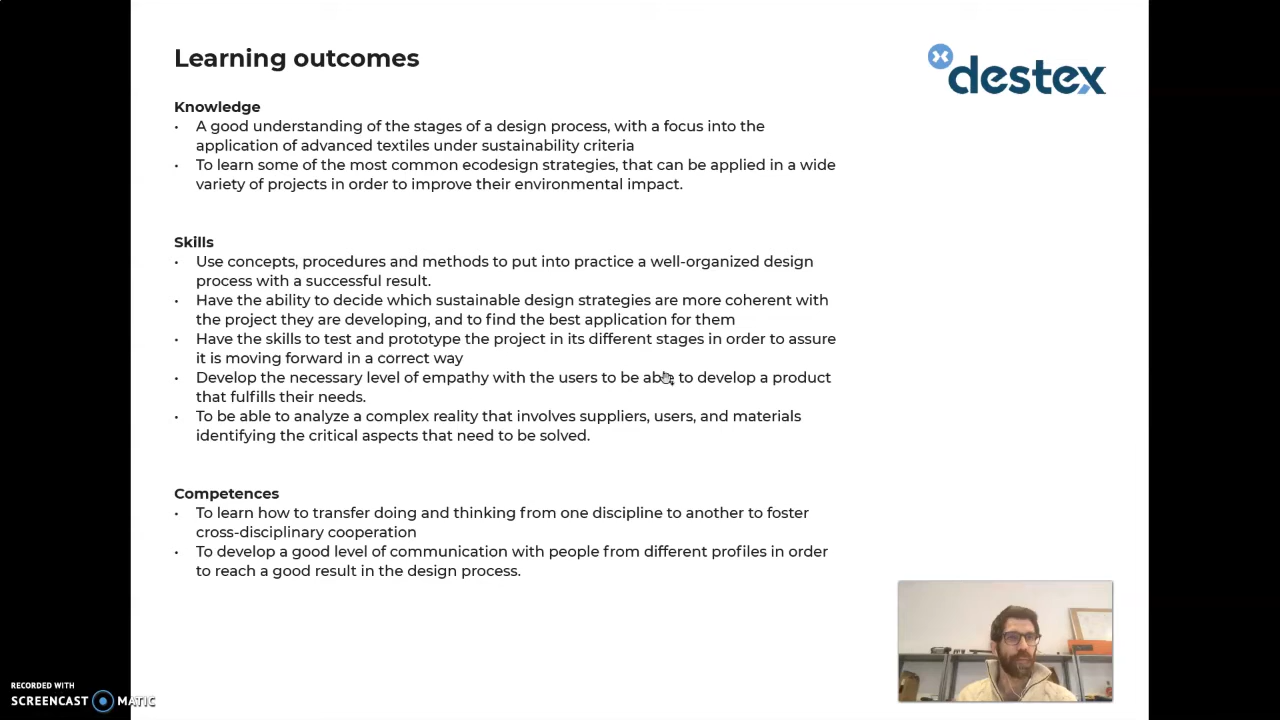 Learning outcomes
destex
Knowledge
• A good understanding of the stages of a design process, with a focus into the
application of advanced textiles under sustainability criteria
• To learn some of the most common ecodesign strategies, that can be applied in a wide
variety of projects in order to improve their environmental impact.
Skills
• Use concepts, procedures and methods to put into practice a well-organized design
process with a successful result.
• Have the ability to decide which sustainable design strategies are more coherent with
the project they are developing, and to find the best application for them
• Have the skills to test and prototype the project in its different stages in order to assure
it is moving forward in a correct way
• Develop the necessary level of empathy with the users to be able to develop a product
that fulfills their needs.
• To be able to analyze a complex reality that involves suppliers, users, and materials
identifying the critical aspects that need to be solved.
Competences
• To learn how to transfer doing and thinking from one discipline to another to foster
cross-disciplinary cooperation
• To develop a good level of communication with people from different profiles in order
to reach a good result in the design process.
RECORDED WITH
SCREENCAST MATIC